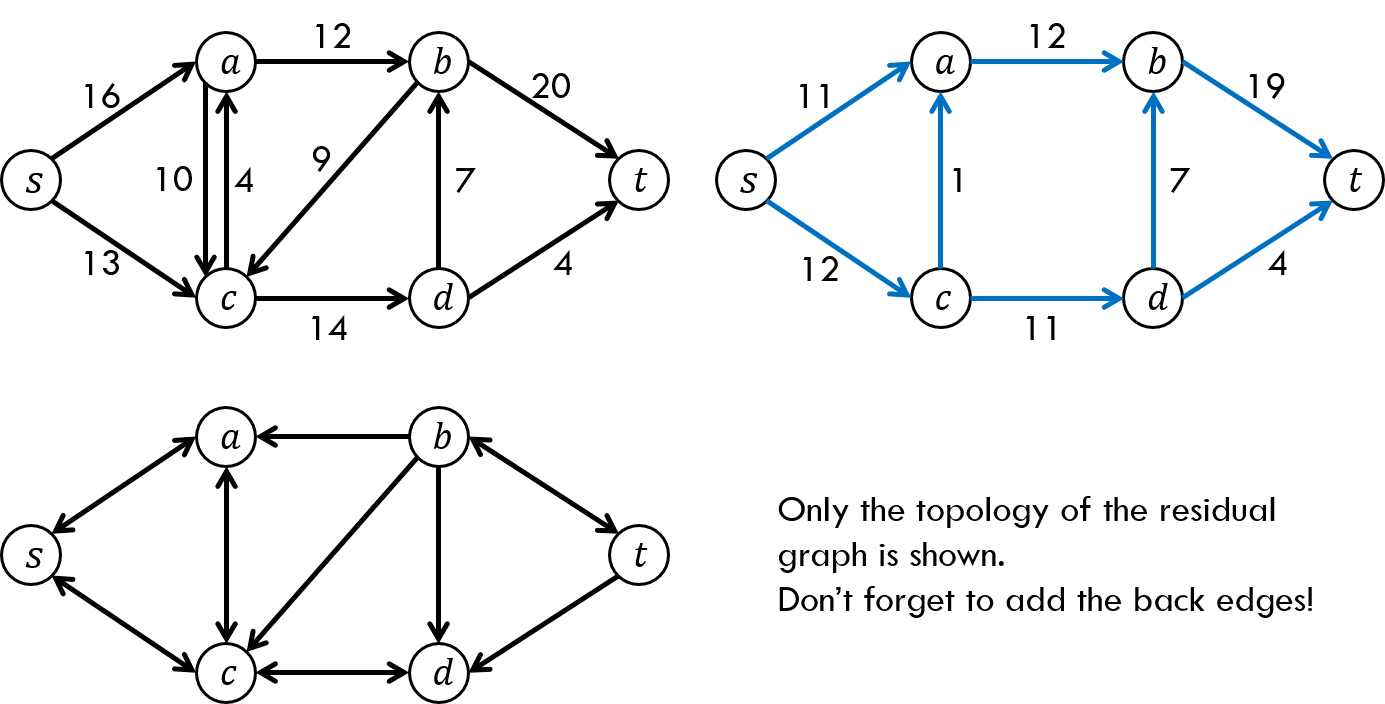 12
12
a
b
a
b
16
20
11
19
9
s
10
4
7
t
s
1
7
t
13
4
12
4
c
d
c
d
14
11
a
b
s
t
c
d
Only the topology of the residual
graph is shown.
Don't forget to add the back edges!